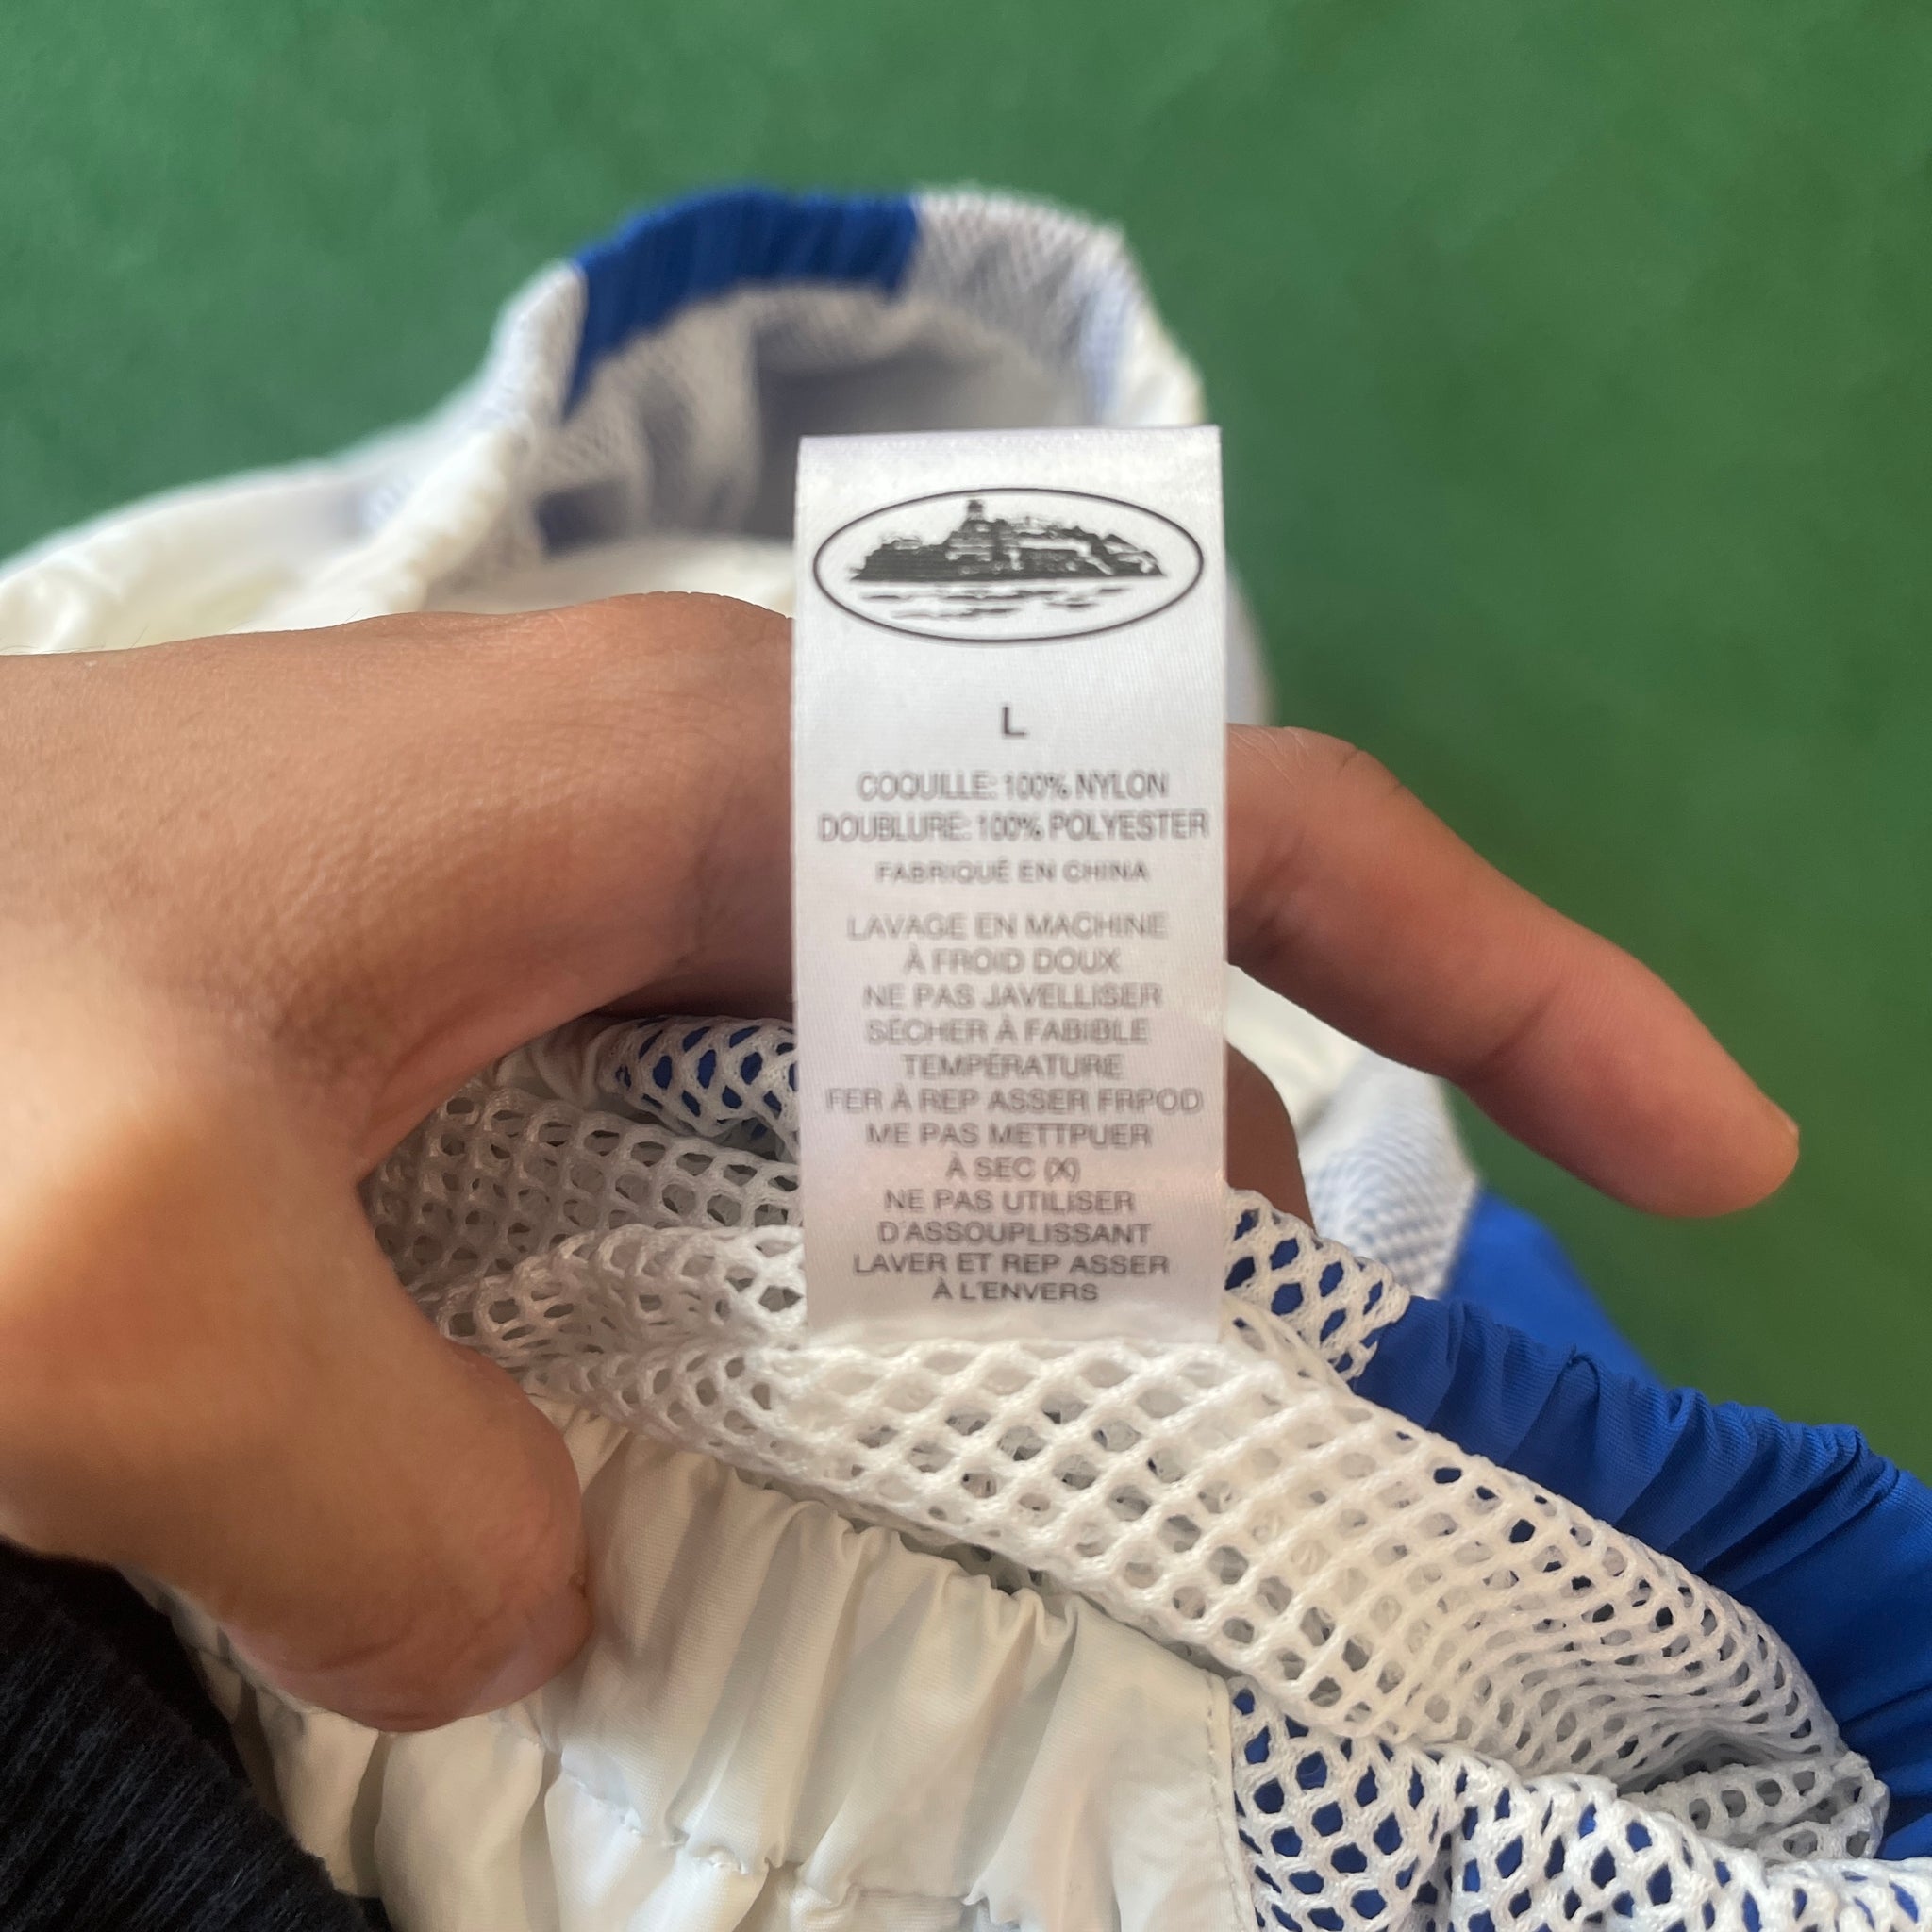 L
COQUILLE: 100% NYLON
DOUBLURE: 100% POLYESTER
FABRIQUÉ EN CHINA
LAVAGE EN MACHINE
À FROID DOUX
NE PAS JAVELLISER
SÉCHER À FABIBLE
TEMPÉRATURE
FER À REP ASSER FRPOD
ME PAS METTPUER
À SEC (X)
NE PAS UTILISER
D'ASSOUPLISSANT
LAVER ET REP ASSER
À L'ENVERS